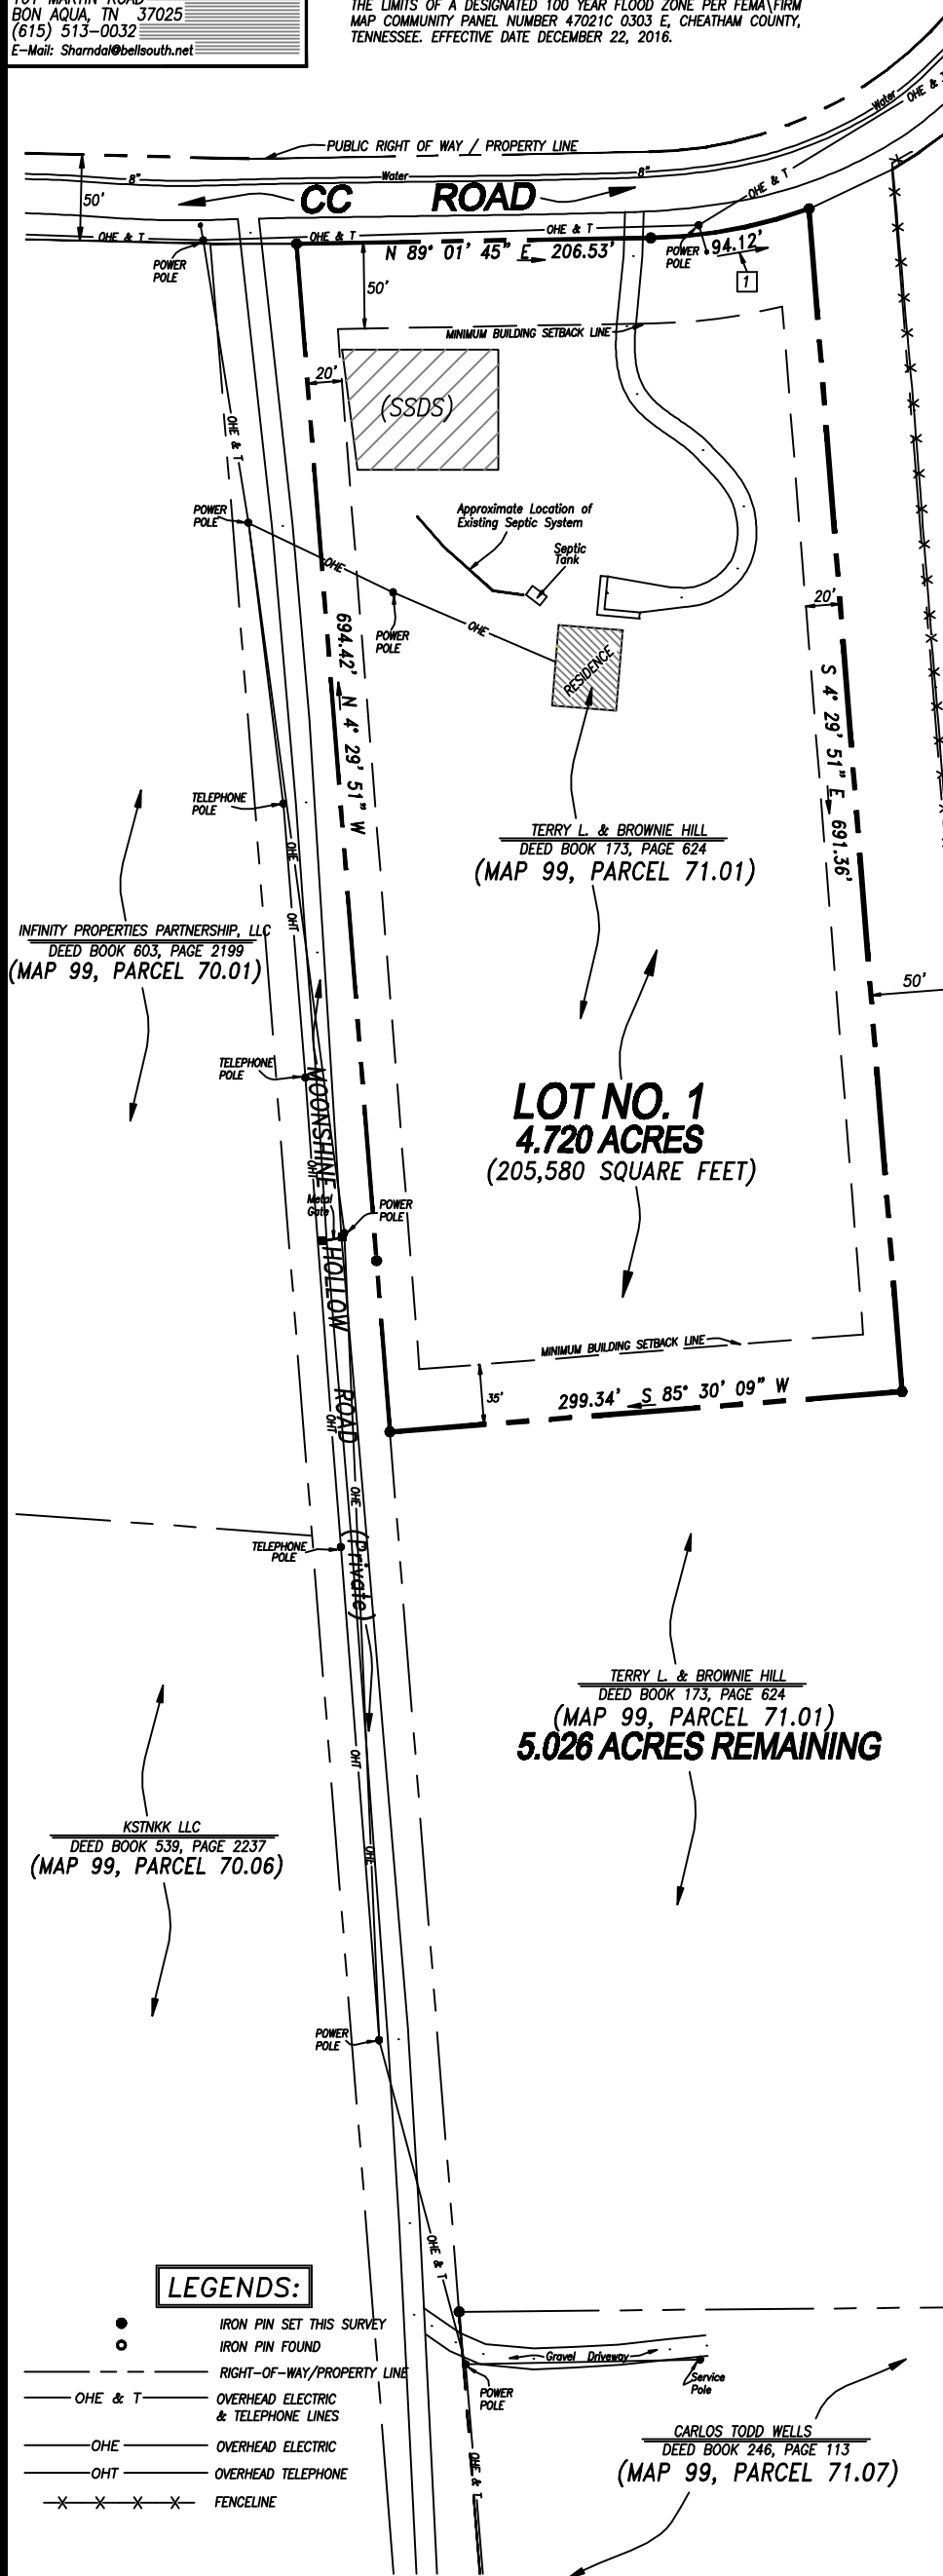 BON AQUA, TN 37025
(615) 513-0032
E-Mail: Sharndal@bellsouth.net
THE LIMITS OF A DESIGNATED 100 YEAR FLOOD ZONE PER FEMA\FIRM
MAP COMMUNITY PANEL NUMBER 47021C 0303 E, CHEATHAM COUNTY,
TENNESSEE. EFFECTIVE DATE DECEMBER 22, 2016.
Water
OHE & T
PUBLIC RIGHT OF WAY / PROPERTY LINE
8"
Water
8"
OHE & T
50'
CC ROAD
OHE & T
OHE & T
OHE & T
N 89° 01' 45" E 206.53'
94.12'
POWER
POLE
POWER
POLE
1
50'
MINIMUM BUILDING SETBACK LINE
20'
(SSDS)
OHE & T
POWER
POLE
Approximate Location of
Existing Septic System
Septic
Tank
OHE
20'
694.42' N 4° 29' 51" W
POWER
POLE
OHE
RESIDENCE
S 4° 29' 51" E 691.36'
TELEPHONE
POLE
OHE
TERRY L. & BROWNIE HILL
DEED BOOK 173, PAGE 624
(MAP 99, PARCEL 71.01)
OHT
INFINITY PROPERTIES PARTNERSHIP, LLC
DEED BOOK 603, PAGE 2199
(MAP 99, PARCEL 70.01)
50'
TELEPHONE
POLE
MOONSHINE HOLLOW ROAD (Private)
LOT NO. 1
4.720 ACRES
(205,580 SQUARE FEET)
OHT
Metal
Gate
POWER
POLE
MINIMUM BUILDING SETBACK LINE
35'
299.34' S 85° 30' 09" W
OHT
OHE
TELEPHONE
POLE
TERRY L. & BROWNIE HILL
DEED BOOK 173, PAGE 624
(MAP 99, PARCEL 71.01)
5.026 ACRES REMAINING
OHT
KSTNKK LLC
DEED BOOK 539, PAGE 2237
(MAP 99, PARCEL 70.06)
OHE
POWER
POLE
OHE & T
LEGENDS:
IRON PIN SET THIS SURVEY
IRON PIN FOUND
RIGHT-OF-WAY/PROPERTY LINE
OHE & T OVERHEAD ELECTRIC
& TELEPHONE LINES
OHE OVERHEAD ELECTRIC
OHT OVERHEAD TELEPHONE
X X X X FENCELINE
Gravel Driveway
Service
Pole
POWER
POLE
OHE & T
CARLOS TODD WELLS
DEED BOOK 246, PAGE 113
(MAP 99, PARCEL 71.07)